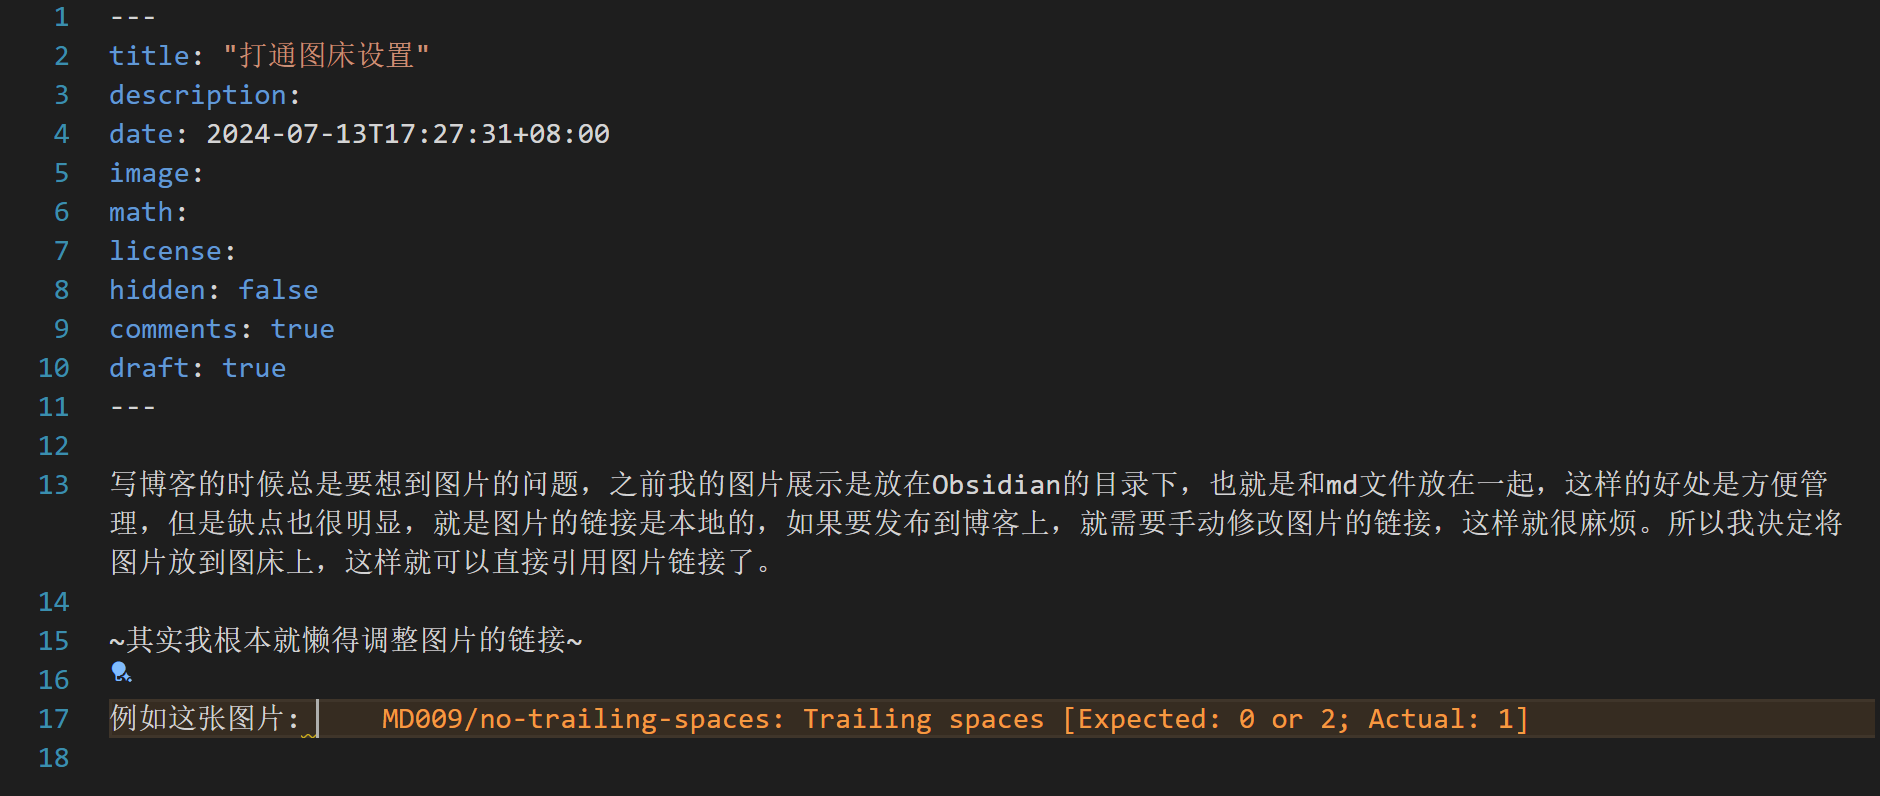 1 ---
2 title: "打通图床设置"
3 description:
4 date: 2024-07-13T17:27:31+08:00
5 image:
6 math:
7 license:
8 hidden: false
9 comments: true
10 draft: true
11 ---
12
13 写博客的时候总是要想到图片的问题，之前我的图片展示是放在Obsidian的目录下，也就是和md文件放在一起，这样的好处是方便管
理，但是缺点也很明显，就是图片的链接是本地的，如果要发布到博客上，就需要手动修改图片的链接，这样就很麻烦。所以我决定将
图片放到图床上，这样就可以直接引用图片链接了。
14
15 ~其实我根本就懒得调整图片的链接~
16
17 例如这张图片: MD009/no-trailing-spaces: Trailing spaces [Expected: 0 or 2; Actual: 1]
18